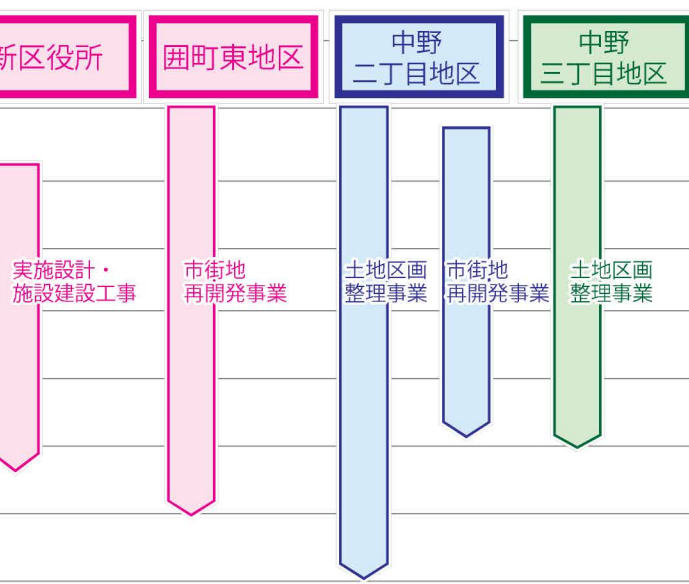 新区役所
囲町東地区
中野
二丁目地区
中野
三丁目地区
実施設計・
施設建設工事
市街地
再開発事業
土地区画
整理事業
市街地
再開発事業
土地区画
整理事業